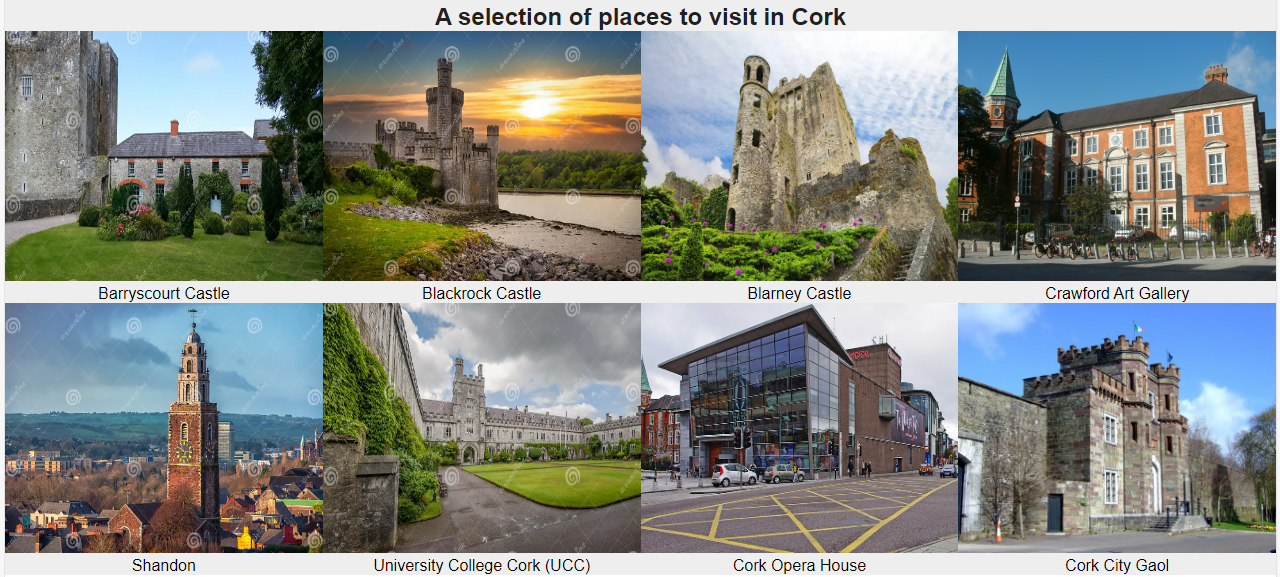 A selection of places to visit in Cork
Barryscourt Castle
Blackrock Castle
Blarney Castle
Crawford Art Gallery
Shandon
University College Cork (UCC)
Cork Opera House
Cork City Gaol